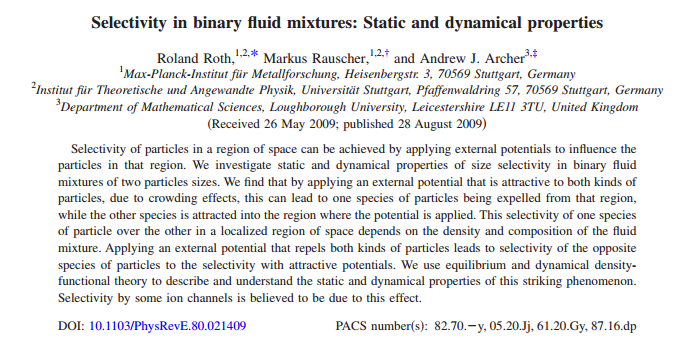 Selectivity in binary fluid mixtures: Static and dynamical properties
Roland Roth,1,2,* Markus Rauscher,1,2,† and Andrew J. Archer3,‡
1Max-Planck-Institut für Metallforschung, Heisenbergstr. 3, 70569 Stuttgart, Germany
2Institut für Theoretische und Angewandte Physik, Universität Stuttgart, Pfaffenwaldring 57, 70569 Stuttgart, Germany
3Department of Mathematical Sciences, Loughborough University, Leicestershire LE11 3TU, United Kingdom
(Received 26 May 2009; published 28 August 2009)
Selectivity of particles in a region of space can be achieved by applying external potentials to influence the
particles in that region. We investigate static and dynamical properties of size selectivity in binary fluid
mixtures of two particles sizes. We find that by applying an external potential that is attractive to both kinds of
particles, due to crowding effects, this can lead to one species of particles being expelled from that region,
while the other species is attracted into the region where the potential is applied. This selectivity of one species
of particle over the other in a localized region of space depends on the density and composition of the fluid
mixture. Applying an external potential that repels both kinds of particles leads to selectivity of the opposite
species of particles to the selectivity with attractive potentials. We use equilibrium and dynamical density-
functional theory to describe and understand the static and dynamical properties of this striking phenomenon.
Selectivity by some ion channels is believed to be due to this effect.
DOI: 10.1103/PhysRevE.80.021409 PACS number(s): 82.70.−y, 05.20.Jj, 61.20.Gy, 87.16.dp